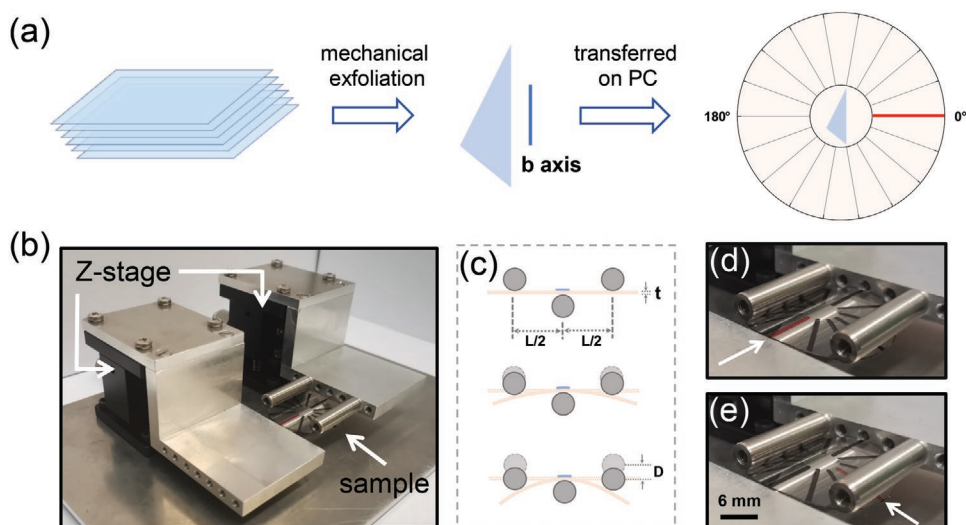 (a)
mechanical
exfoliation
b axis
transferred
on PC
180°
0°
(b)
Z-stage
sample
(c)
t
L/2
L/2
D
(d)
(e)
6 mm